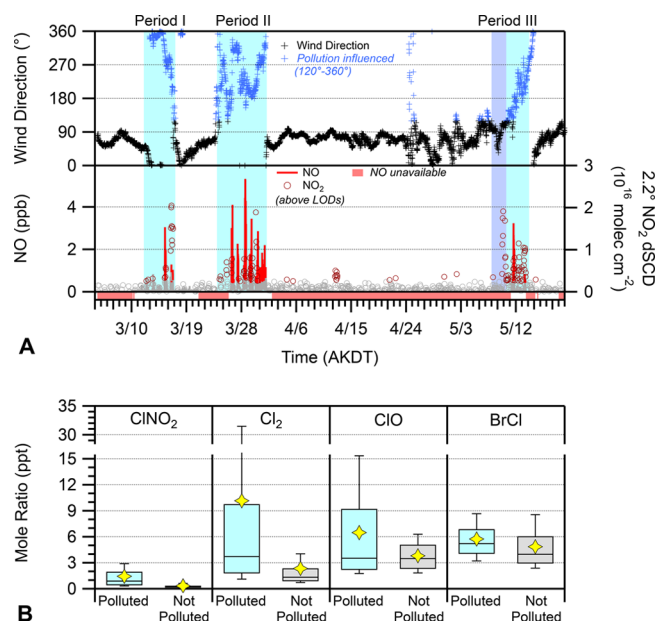 Period I Period II Period III
360
270
180
90
0
Wind Direction (°)
Wind Direction
Pollution influenced
(120°-360°)
4
2
0
NO (ppb)
NO
NO₂
(above LODs)
NO unavailable
3
2
1
0
2.2° NO₂ dSCD
(10¹⁶ molec cm⁻²)
3/10 3/19 3/28 4/6 4/15 4/24 5/3 5/12
A
Time (AKDT)
35
30
15
12
9
6
3
0
Mole Ratio (ppt)
ClNO₂ Cl₂ ClO BrCl
Polluted Not Polluted Polluted Not Polluted Polluted Not Polluted Polluted Not Polluted
B